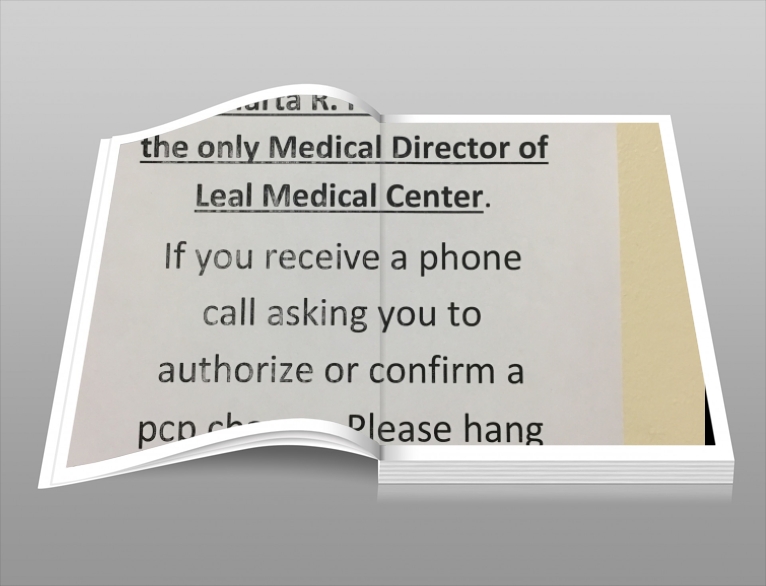 R.
the only Medical Director of
Leal Medical Center.
If you receive a phone
call asking you to
authorize or confirm a
pcp Please hang